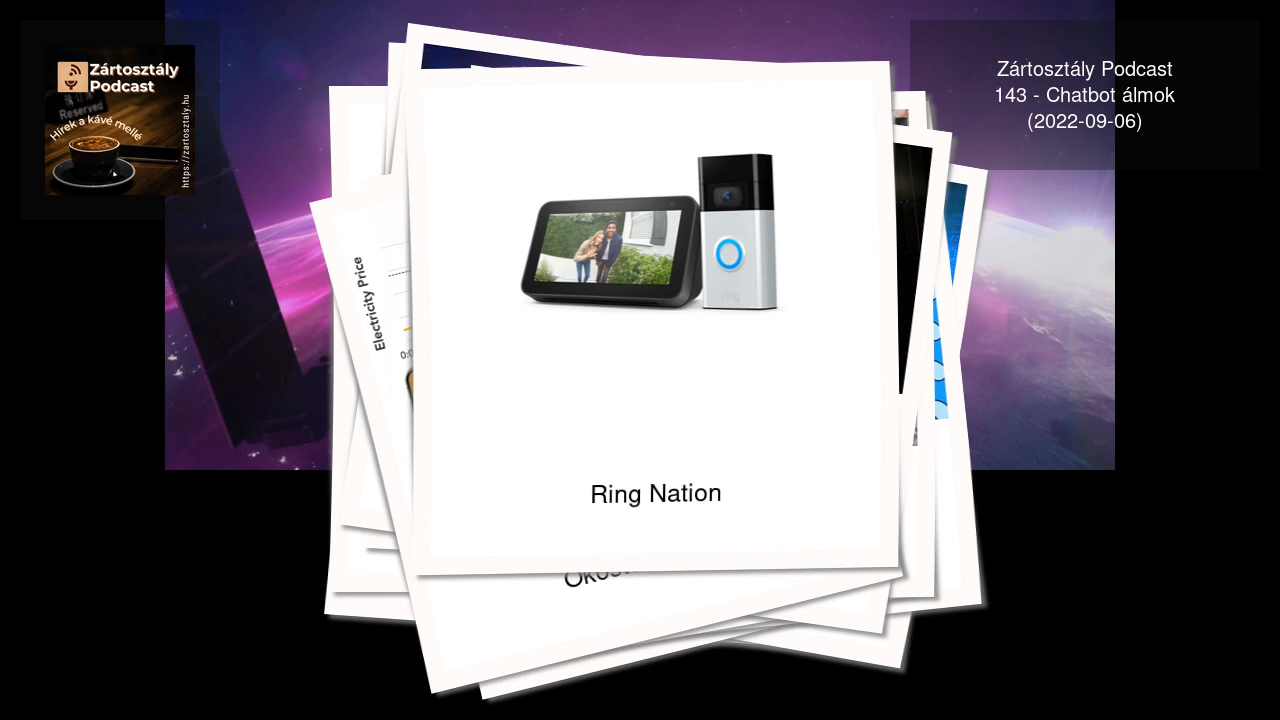 Zártosztály
Podcast
Reserved
Hírek a kávé mellé
https://zartosztaly.hu
Zártosztály Podcast
143 - Chatbot álmok
(2022-09-06)
Electricity Price
ring
Ring Nation